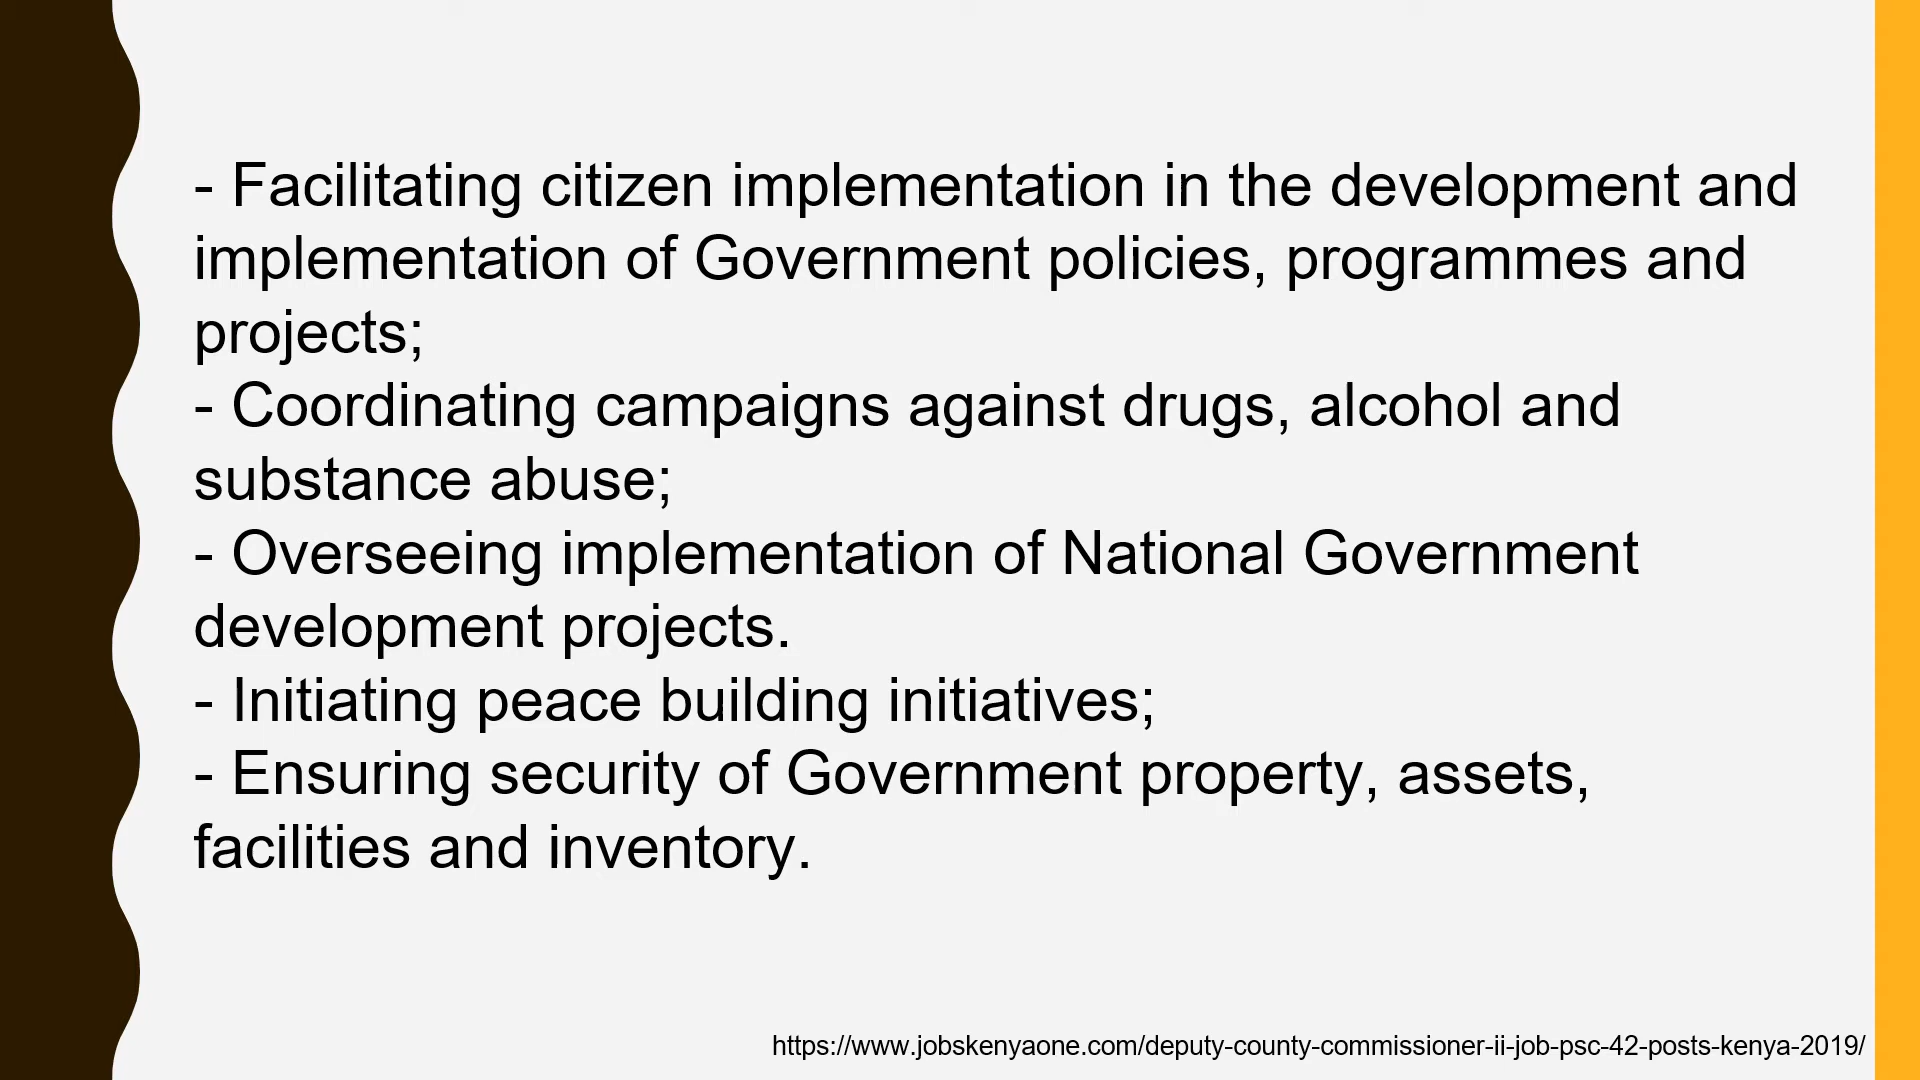 - Facilitating citizen implementation in the development and
implementation of Government policies, programmes and
projects;
- Coordinating campaigns against drugs, alcohol and
substance abuse;
- Overseeing implementation of National Government
development projects.
- Initiating peace building initiatives;
- Ensuring security of Government property, assets,
facilities and inventory.
https://www.jobskenyaone.com/deputy-county-commissioner-ii-job-psc-42-posts-kenya-2019/